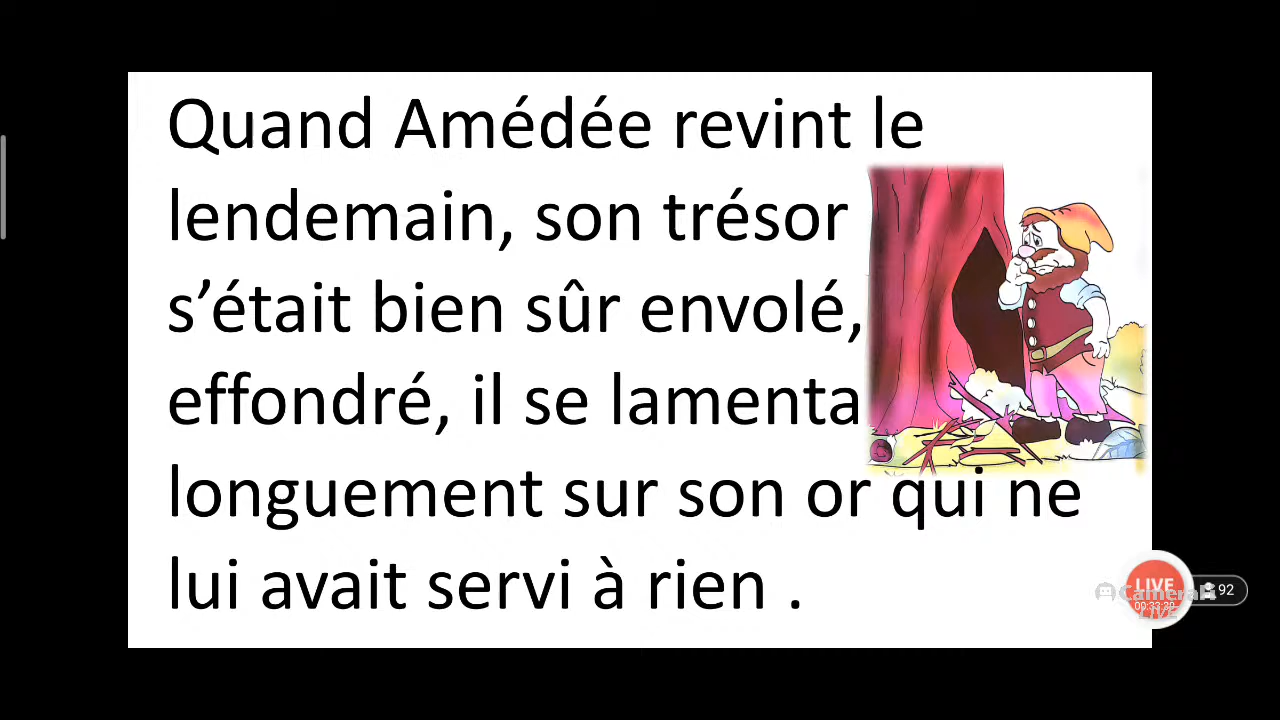 Quand Amédée revint le
lendemain, son trésor
s’était bien sûr envolé,
effondré, il se lamenta
longuement sur son or qui ne
lui avait servi à rien .
LIVE
92
LIVE